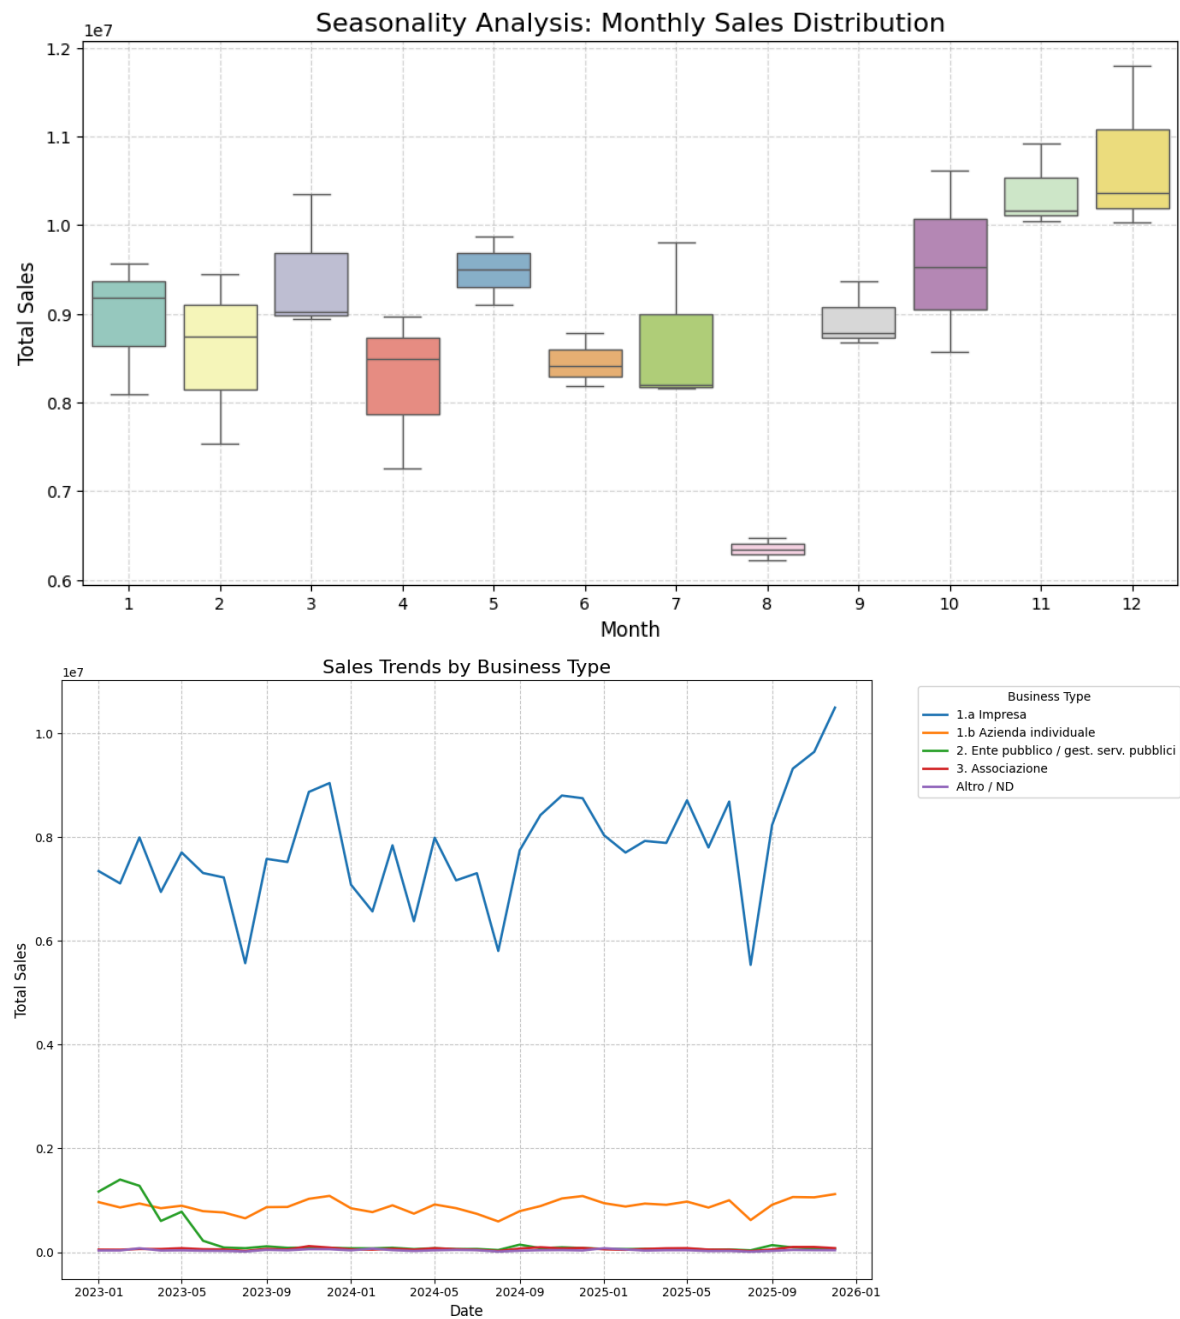 Seasonality Analysis: Monthly Sales Distribution
1e7
1.2
1.1
1.0
0.9
0.8
0.7
0.6
Total Sales
1 2 3 4 5 6 7 8 9 10 11 12
Month
Sales Trends by Business Type
1e7
1.0
0.8
0.6
0.4
0.2
0.0
Total Sales
2023-01 2023-05 2023-09 2024-01 2024-05 2024-09 2025-01 2025-05 2025-09 2026-01
Date
Business Type
1.a Impresa
1.b Azienda individuale
2. Ente pubblico / gest. serv. pubblici
3. Associazione
Altro / ND